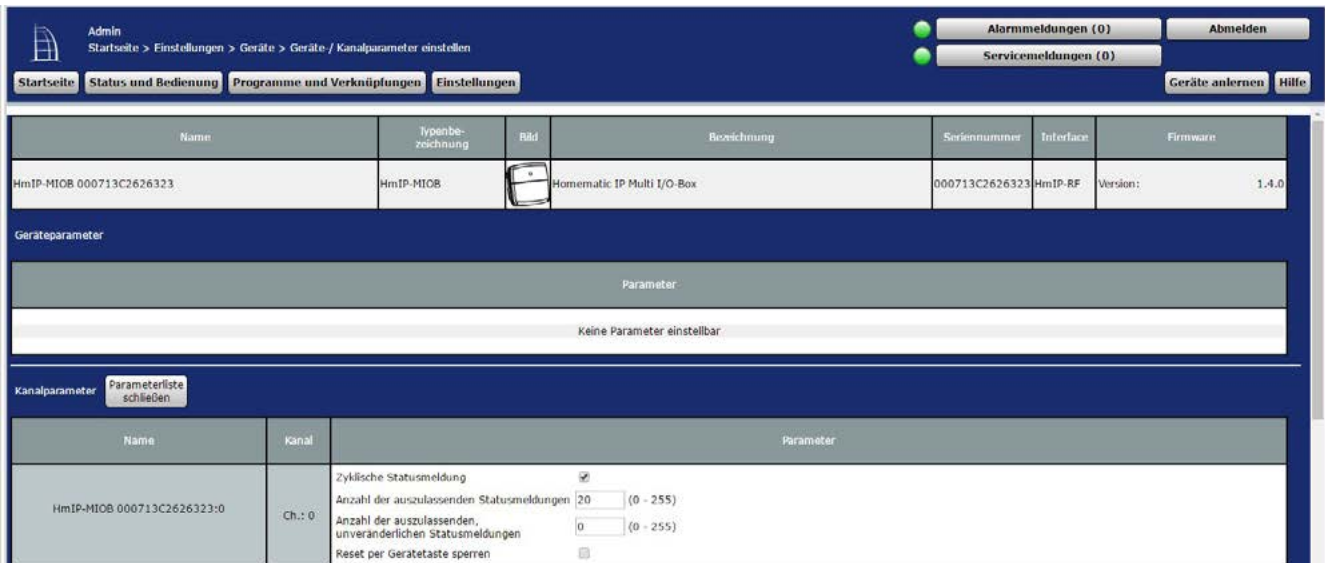 Admin
Startseite > Einstellungen > Geräte > Geräte-/ Kanalparameter einstellen
Alarmmeldungen (0)
Abmelden
Servicemeldungen (0)
Startseite
Status und Bedienung
Programme und Verknüpfungen
Einstellungen
Geräte anlernen
Hilfe
Name
Typenbe-
zeichnung
Bild
Bezeichnung
Seriennummer
Interface
Firmware
HmIP-MIOB 000713C2626323
HmIP-MIOB
Homematic IP Multi I/O-Box
000713C2626323
HmIP-RF
Version:
1.4.0
Geräteparameter
Parameter
Keine Parameter einstellbar
Kanalparameter
Parameterliste
schließen
Name
Kanal
Parameter
HmIP-MIOB 000713C2626323:0
Ch.: 0
Zyklische Statusmeldung
Anzahl der auszulassenden Statusmeldungen 20 (0 - 255)
Anzahl der auszulassenden,
unveränderlichen Statusmeldungen
0 (0 - 255)
Reset per Gerätetaste sperren